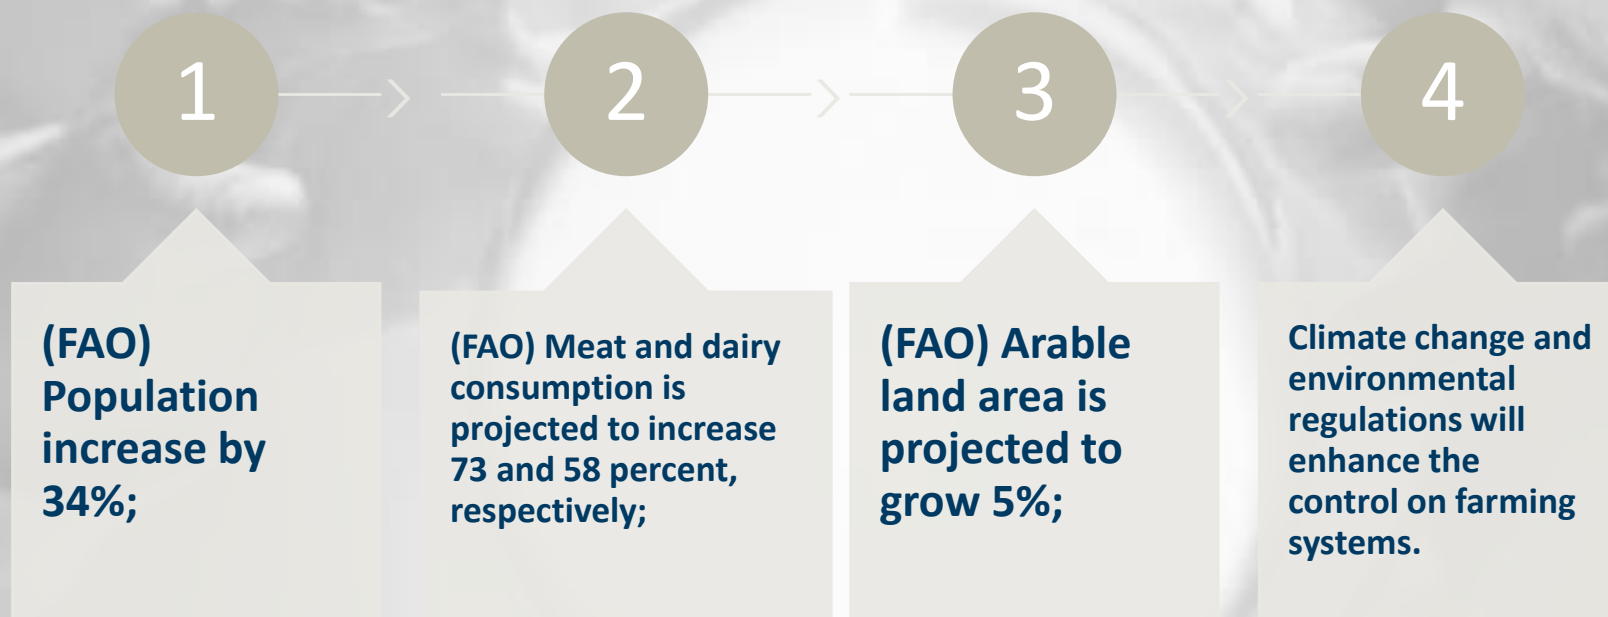 1
2
3
4
(FAO)
Population
increase by
34%;
(FAO) Meat and dairy
consumption is
projected to increase
73 and 58 percent,
respectively;
(FAO) Arable
land area is
projected to
grow 5%;
Climate change and
environmental
regulations will
enhance the
control on farming
systems.